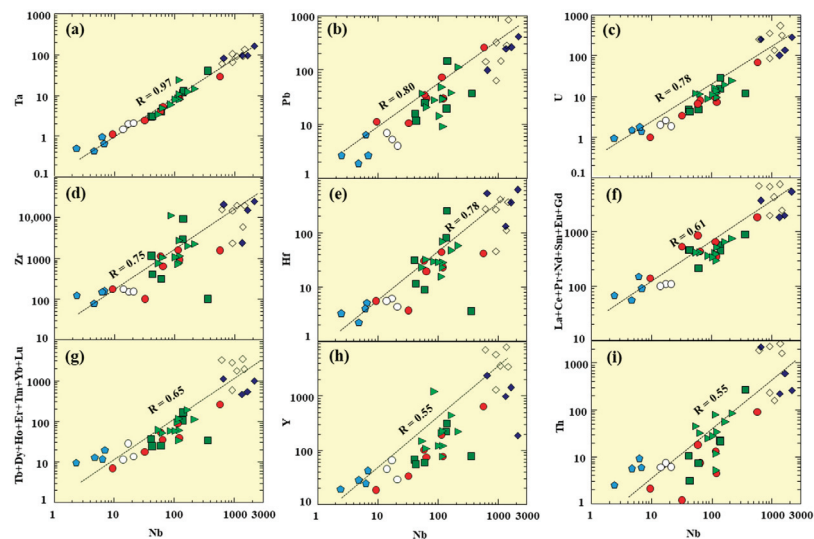 (a)
1000
100
10
1
0.1
Ta
R = 0.97
(b)
1000
100
10
1
Pb
R = 0.80
(c)
1000
100
10
1
0.1
U
R = 0.78
(d)
10,000
1000
100
10
Zr
R = 0.75
(e)
1000
100
10
1
Hf
R = 0.78
(f)
10,000
1000
100
10
La+Ce+Pr+Nd+Sm+Eu+Gd
R = 0.61
(g)
1000
100
10
1
Tb+Dy+Ho+Er+Tm+Yb+Lu
R = 0.65
1 10 100 1000 3000
Nb
(h)
1000
100
10
Y
R = 0.55
1 10 100 1000 3000
Nb
(i)
1000
100
10
1
Th
R = 0.55
1 10 100 1000 3000
Nb